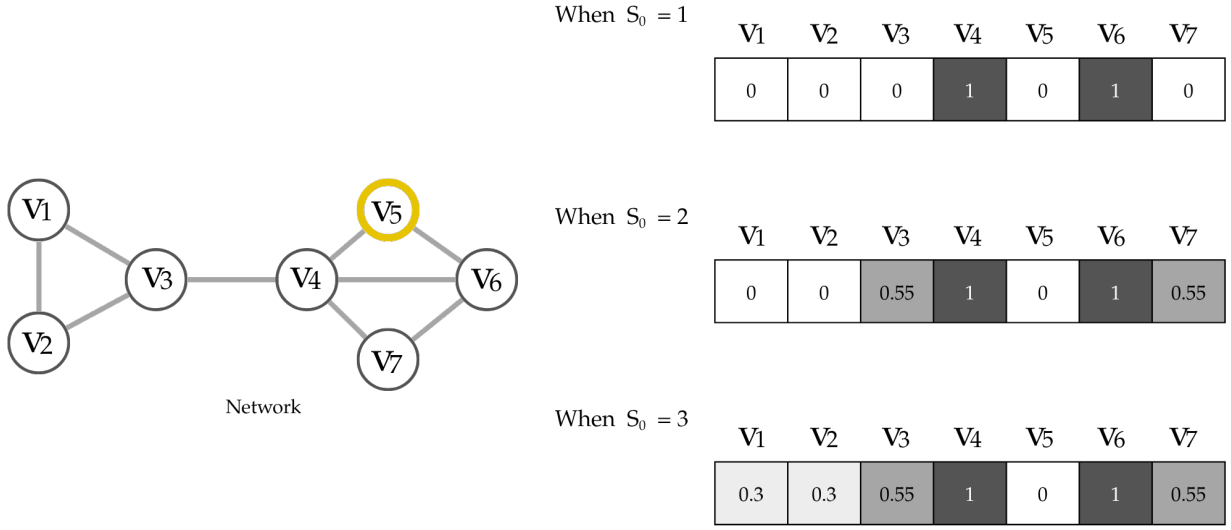 When S₀ = 1
V1 V2 V3 V4 V5 V6 V7
0 0 0 1 0 1 0
V1
V5
V3
V4
V6
V2
V7
Network
When S₀ = 2
V1 V2 V3 V4 V5 V6 V7
0 0 0.55 1 0 1 0.55
When S₀ = 3
V1 V2 V3 V4 V5 V6 V7
0.3 0.3 0.55 1 0 1 0.55